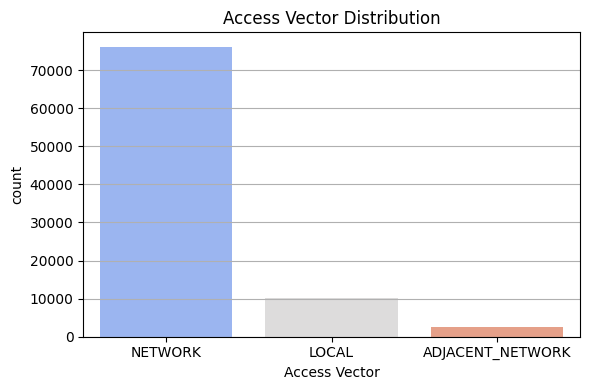 Access Vector Distribution
70000
60000
50000
40000
30000
20000
10000
0
count
NETWORK LOCAL ADJACENT_NETWORK
Access Vector